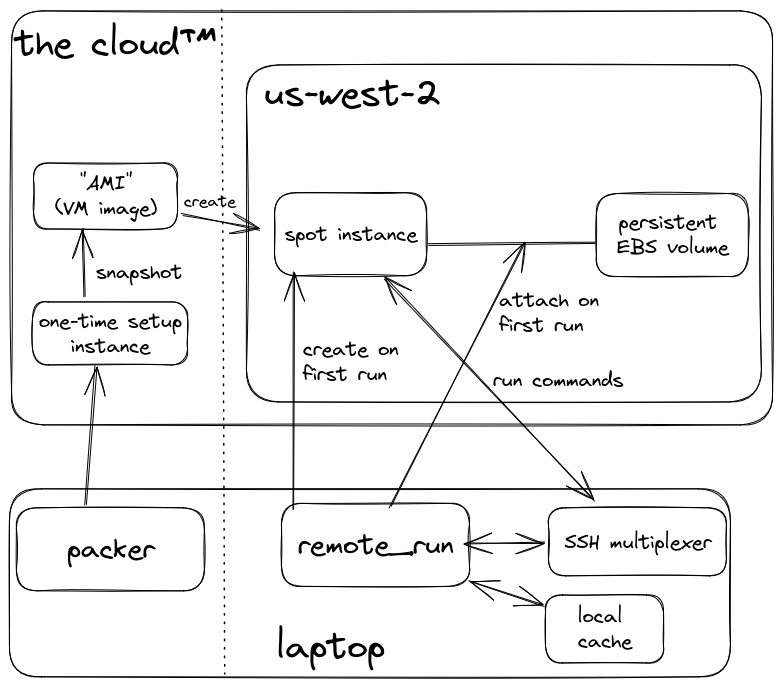 the cloud™
us-west-2
"AMI"
(VM image)
create
spot instance
persistent
EBS volume
snapshot
one-time setup
instance
attach on
first run
create on
first run
run commands
packer
remote_run
SSH multiplexer
local
cache
laptop